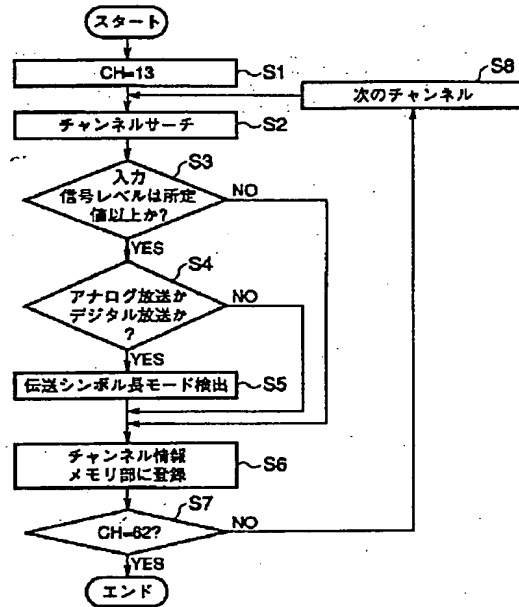 スタート
CH=13
S1
S8
次のチャンネル
チャンネルサーチ
S2
S3
入力
信号レベルは所定
値以上か?
NO
YES
S4
アナログ放送か
デジタル放送か
?
NO
YES
伝送シンボル長モード検出
S5
チャンネル情報
メモリ部に登録
S6
S7
CH=62?
NO
YES
エンド